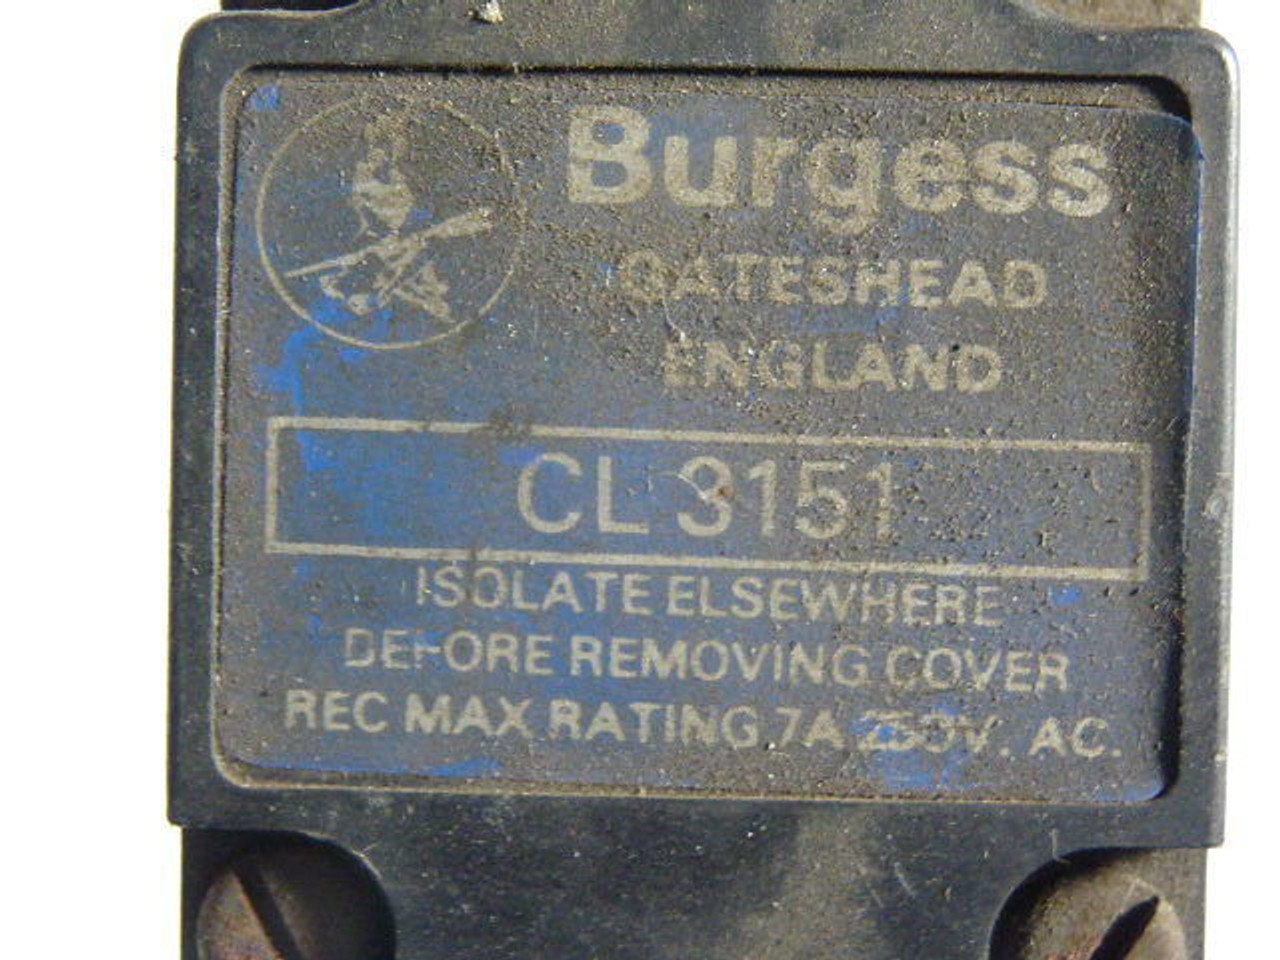 Burgess
GATESHEAD
ENGLAND
CL 3151
ISOLATE ELSEWHERE
BEFORE REMOVING COVER
REC MAX RATING 7A 250V. AC.